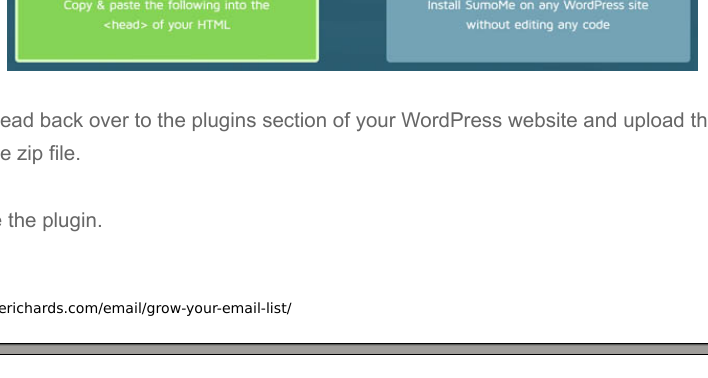 Copy & paste the following into the
<head> of your HTML
Install SumoMe on any WordPress site
without editing any code
ead back over to the plugins section of your WordPress website and upload th
e zip file.
e the plugin.
erichards.com/email/grow-your-email-list/